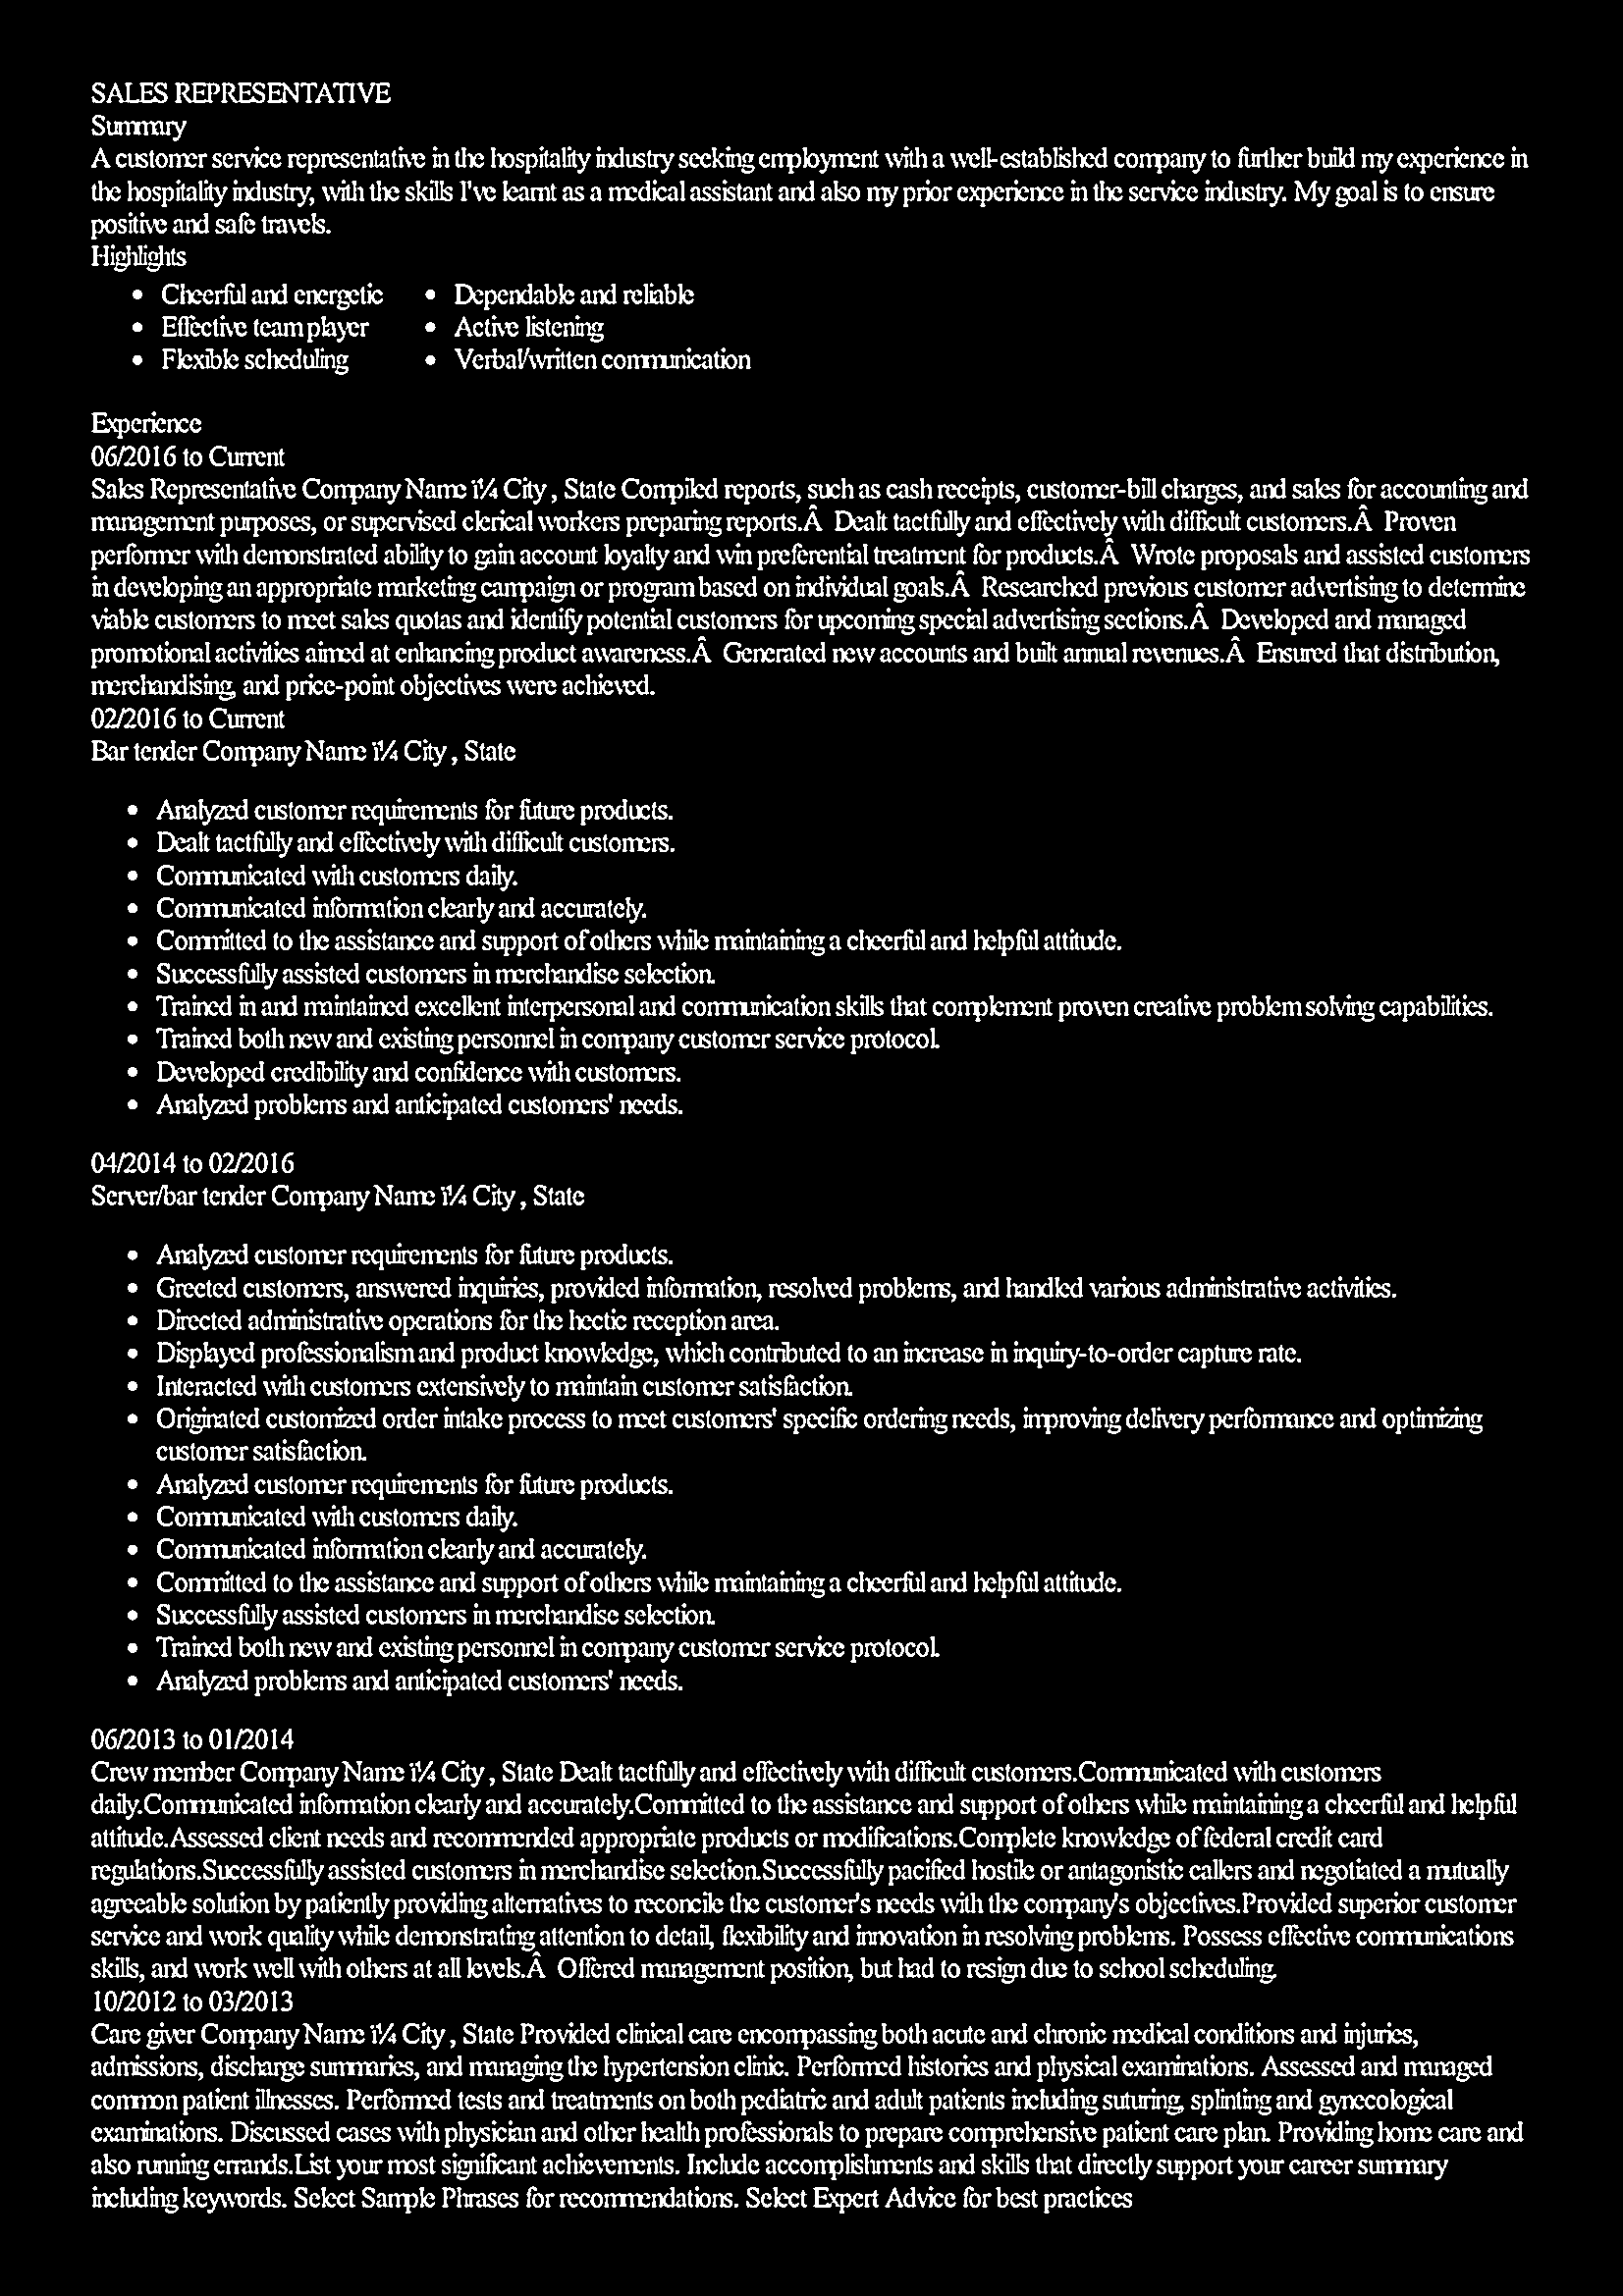 SALES REPRESENTATIVE
Summary
A customer service representative in the hospitality industry seeking employment with a well-established company to further build my experience in
the hospitality industry, with the skills I've learnt as a medical assistant and also my prior experience in the service industry. My goal is to ensure
positive and safe travels.
Highlights
• Cheerful and energetic • Dependable and reliable
• Effective team player • Active listening
• Flexible scheduling • Verbal/written communication
Experience
06/2016 to Current
Sales Representative Company Name ï¼ City , State Compiled reports, such as cash receipts, customer-bill charges, and sales for accounting and
management purposes, or supervised clerical workers preparing reports.Â Dealt tactfully and effectively with difficult customers.Â Proven
performer with demonstrated ability to gain account loyalty and win preferential treatment for products.Â Wrote proposals and assisted customers
in developing an appropriate marketing campaign or program based on individual goals.Â Researched previous customer advertising to determine
viable customers to meet sales quotas and identify potential customers for upcoming special advertising sections.Â Developed and managed
promotional activities aimed at enhancing product awareness.Â Generated new accounts and built annual revenues.Â Ensured that distribution,
merchandising, and price-point objectives were achieved.
02/2016 to Current
Bar tender Company Name ï¼ City , State
• Analyzed customer requirements for future products.
• Dealt tactfully and effectively with difficult customers.
• Communicated with customers daily.
• Communicated information clearly and accurately.
• Committed to the assistance and support of others while maintaining a cheerful and helpful attitude.
• Successfully assisted customers in merchandise selection.
• Trained in and maintained excellent interpersonal and communication skills that complement proven creative problem solving capabilities.
• Trained both new and existing personnel in company customer service protocol.
• Developed credibility and confidence with customers.
• Analyzed problems and anticipated customers' needs.
04/2014 to 02/2016
Server/bar tender Company Name ï¼ City , State
• Analyzed customer requirements for future products.
• Greeted customers, answered inquiries, provided information, resolved problems, and handled various administrative activities.
• Directed administrative operations for the hectic reception area.
• Displayed professionalism and product knowledge, which contributed to an increase in inquiry-to-order capture rate.
• Interacted with customers extensively to maintain customer satisfaction.
• Originated customized order intake process to meet customers' specific ordering needs, improving delivery performance and optimizing
customer satisfaction.
• Analyzed customer requirements for future products.
• Communicated with customers daily.
• Communicated information clearly and accurately.
• Committed to the assistance and support of others while maintaining a cheerful and helpful attitude.
• Successfully assisted customers in merchandise selection.
• Trained both new and existing personnel in company customer service protocol.
• Analyzed problems and anticipated customers' needs.
06/2013 to 01/2014
Crew member Company Name ï¼ City , State Dealt tactfully and effectively with difficult customers.Communicated with customers
daily.Communicated information clearly and accurately.Committed to the assistance and support of others while maintaining a cheerful and helpful
attitude.Assessed client needs and recommended appropriate products or modifications.Complete knowledge of federal credit card
regulations.Successfully assisted customers in merchandise selection.Successfully pacified hostile or antagonistic callers and negotiated a mutually
agreeable solution by patiently providing alternatives to reconcile the customer's needs with the company's objectives.Provided superior customer
service and work quality while demonstrating attention to detail, flexibility and innovation in resolving problems. Possess effective communications
skills, and work well with others at all levels.Â Offered management position, but had to resign due to school scheduling.
10/2012 to 03/2013
Care giver Company Name ï¼ City , State Provided clinical care encompassing both acute and chronic medical conditions and injuries,
admissions, discharge summaries, and managing the hypertension clinic. Performed histories and physical examinations. Assessed and managed
common patient illnesses. Performed tests and treatments on both pediatric and adult patients including suturing, splinting and gynecological
examinations. Discussed cases with physician and other health professionals to prepare comprehensive patient care plan. Providing home care and
also running errands.List your most significant achievements. Include accomplishments and skills that directly support your career summary
including keywords. Select Sample Phrases for recommendations. Select Expert Advice for best practices